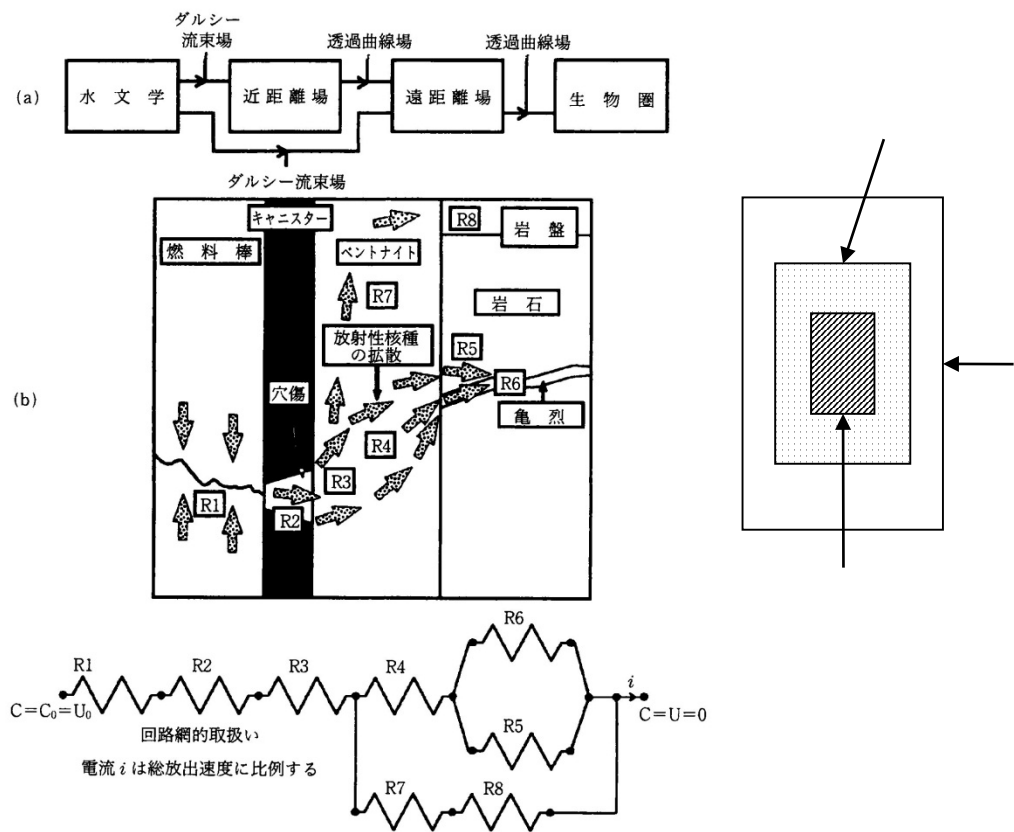 ダルシー
流束場
透過曲線場
透過曲線場
(a)
水文学
近距離場
遠距離場
生物圏
ダルシー流束場
(b)
燃料棒
キャニスター
ベントナイト
R8
岩盤
R7
岩石
放射性核種
の拡散
R5
R6
穴傷
亀烈
R4
R3
R1
R2
R6
R1
R2
R3
R4
i
C=C₀=U₀
C=U=0
回路網的取扱い
R5
電流 i は総放出速度に比例する
R7
R8